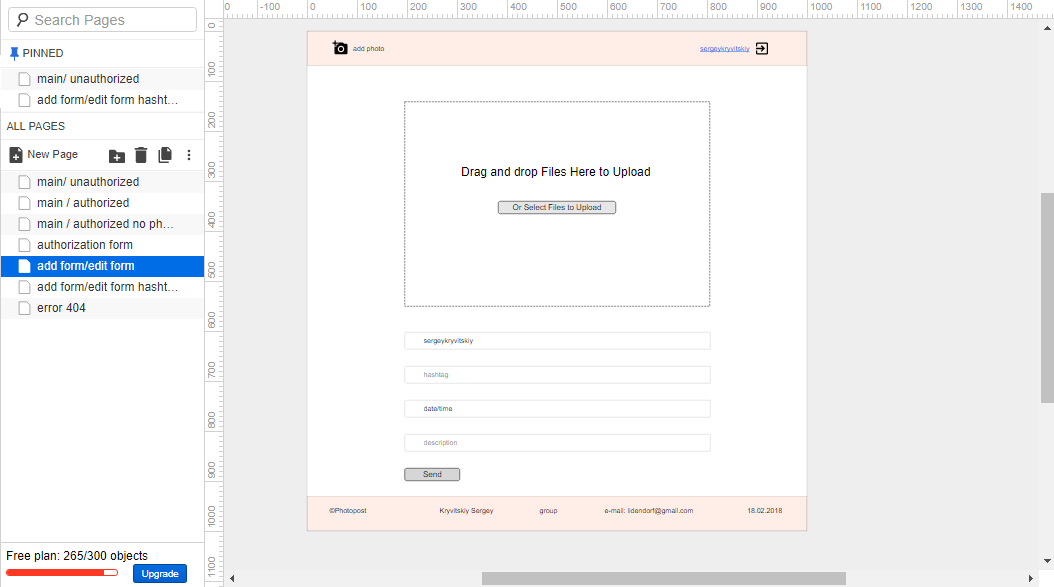 Search Pages
PINNED
main/ unauthorized
add form/edit form hasht...
ALL PAGES
New Page
main/ unauthorized
main / authorized
main / authorized no ph...
authorization form
add form/edit form
add form/edit form hasht...
error 404
Free plan: 265/300 objects
Upgrade
0 -100 0 100 200 300 400 500 600 700 800 900 1000 1100 1200 1300 1400
0
100
200
300
400
500
600
700
800
900
1000
1100
add photo
sergeykryvitskiy
Drag and drop Files Here to Upload
Or Select Files to Upload
sergeykryvitskiy
hashtag
date/time
description
Send
©Photopost Kryvitskiy Sergey group e-mail: lidendorf@gmail.com 18.02.2018